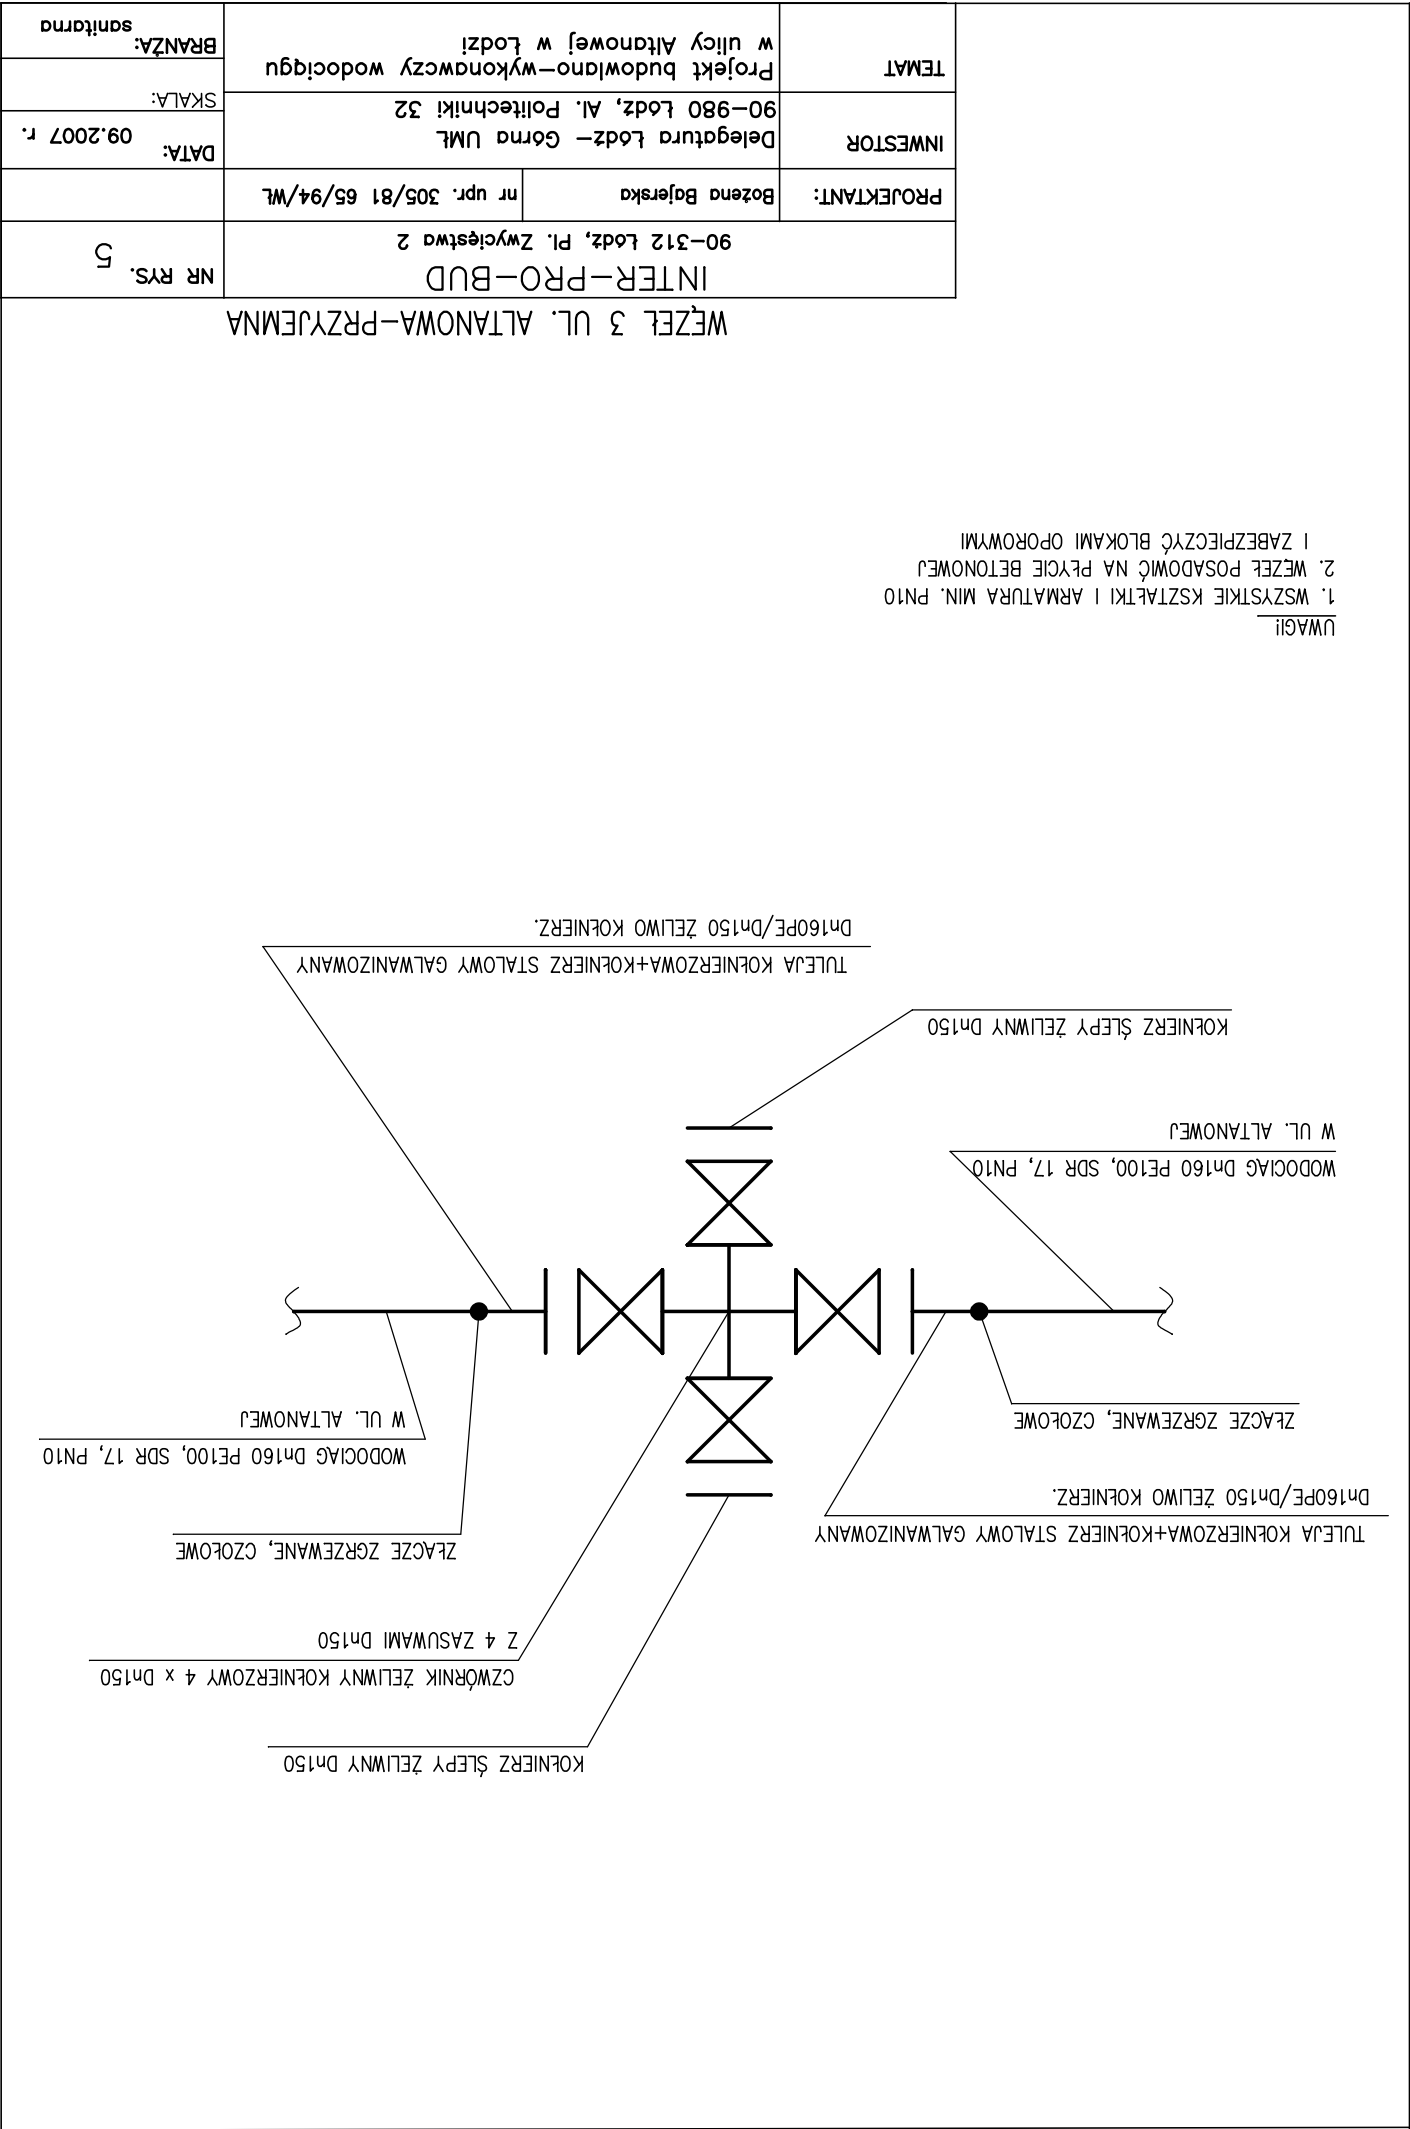 KOŁNIERZ ŚLEPY ŻELIWNY Dn150
CZWÓRNIK ŻELIWNY KOŁNIERZOWY 4 x Dn150
Z 4 ZASUWAMI Dn150
TULEJA KOŁNIERZOWA+KOŁNIERZ STALOWY GALWANIZOWANY
Dn160PE/Dn150 ŻELIWO KOŁNIERZ.
ZŁĄCZE ZGRZEWANE, CZOŁOWE
ZŁĄCZE ZGRZEWANE, CZOŁOWE
WODOCIĄG Dn160 PE100, SDR 17, PN10
W UL. ALTANOWEJ
WODOCIĄG Dn160 PE100, SDR 17, PN10
W UL. ALTANOWEJ
KOŁNIERZ ŚLEPY ŻELIWNY Dn150
TULEJA KOŁNIERZOWA+KOŁNIERZ STALOWY GALWANIZOWANY
Dn160PE/Dn150 ŻELIWO KOŁNIERZ.
UWAGI!
1. WSZYSTKIE KSZTAŁTKI I ARMATURA MIN. PN10
2. WĘZEŁ POSADOWIĆ NA PŁYCIE BETONOWEJ
I ZABEZPIECZYĆ BLOKAMI OPOROWYMI
WĘZEŁ 3 UL. ALTANOWA-PRZYJEMNA
INTER-PRO-BUD
90-312 Łódź, Pl. Zwycięstwa 2
NR RYS. 5
PROJEKTANT: Bożena Bajerska nr upr. 305/81 65/94/WŁ
INWESTOR
Delegatura Łódź- Górna UMŁ
90-980 Łódź, Al. Politechniki 32
DATA: 09.2007 r.
SKALA:
TEMAT
Projekt budowlano-wykonawczy wodociągu
w ulicy Altanowej w Łodzi
BRANŻA:
sanitarna